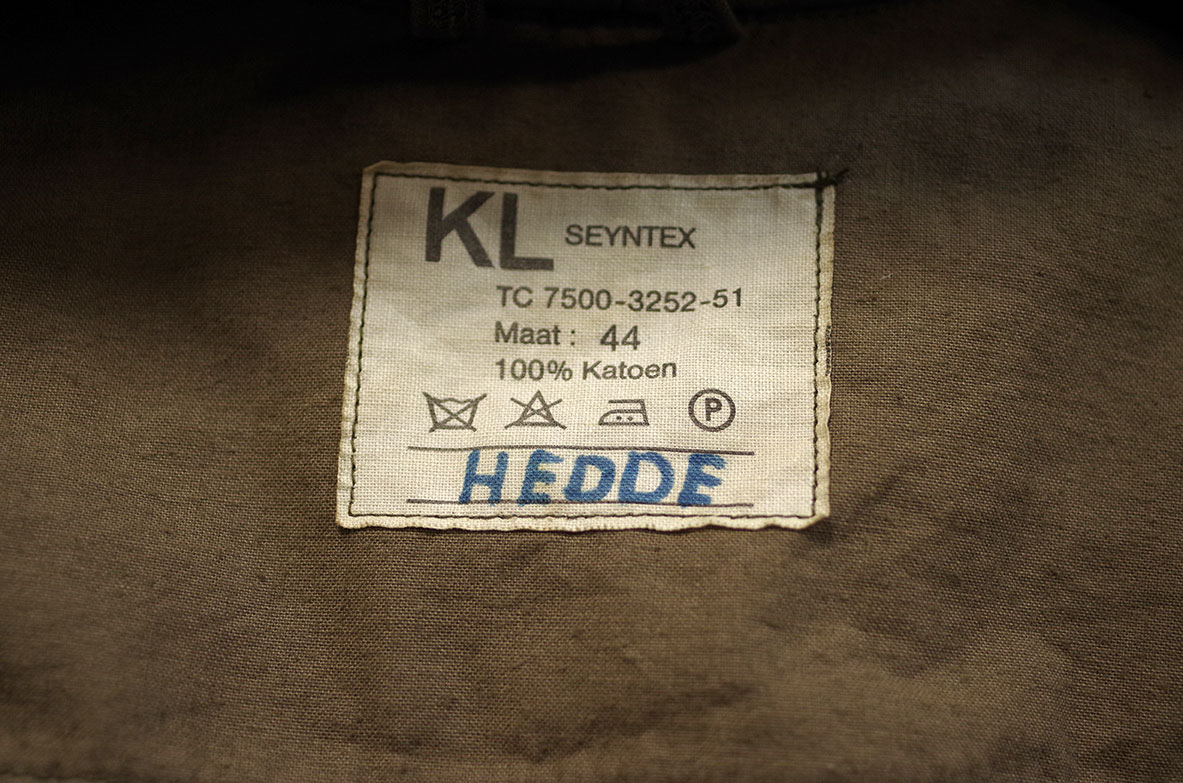 KL SEYNTEX
TC 7500-3252-51
Maat : 44
100% Katoen
P
HEDDE